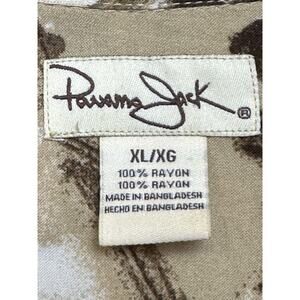 Panama Jack ®
XL/XG
100% RAYON
100% RAYON
MADE IN BANGLADESH
HECHO EN BANGLADESH